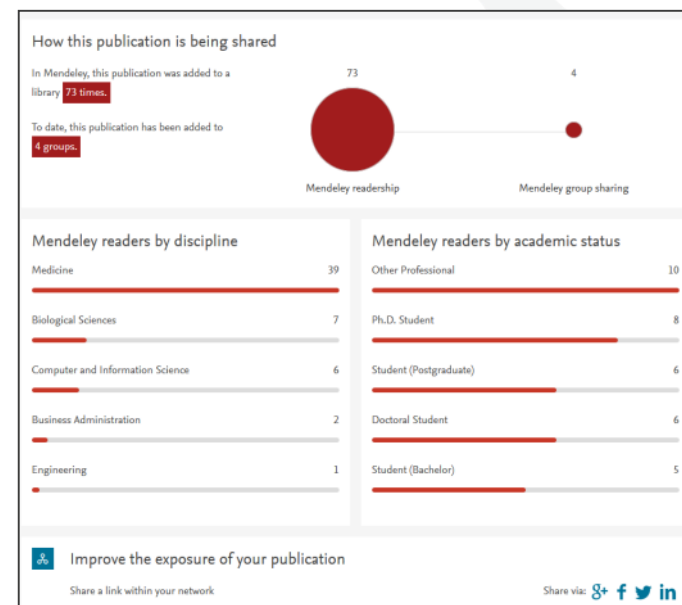 How this publication is being shared
In Mendeley, this publication was added to a
library 73 times.
To date, this publication has been added to
4 groups.
73
4
Mendeley readership
Mendeley group sharing
Mendeley readers by discipline
Medicine 39
Biological Sciences 7
Computer and Information Science 6
Business Administration 2
Engineering 1
Mendeley readers by academic status
Other Professional 10
Ph.D. Student 8
Student (Postgraduate) 6
Doctoral Student 6
Student (Bachelor) 5
Improve the exposure of your publication
Share a link within your network
Share via: g+ f in